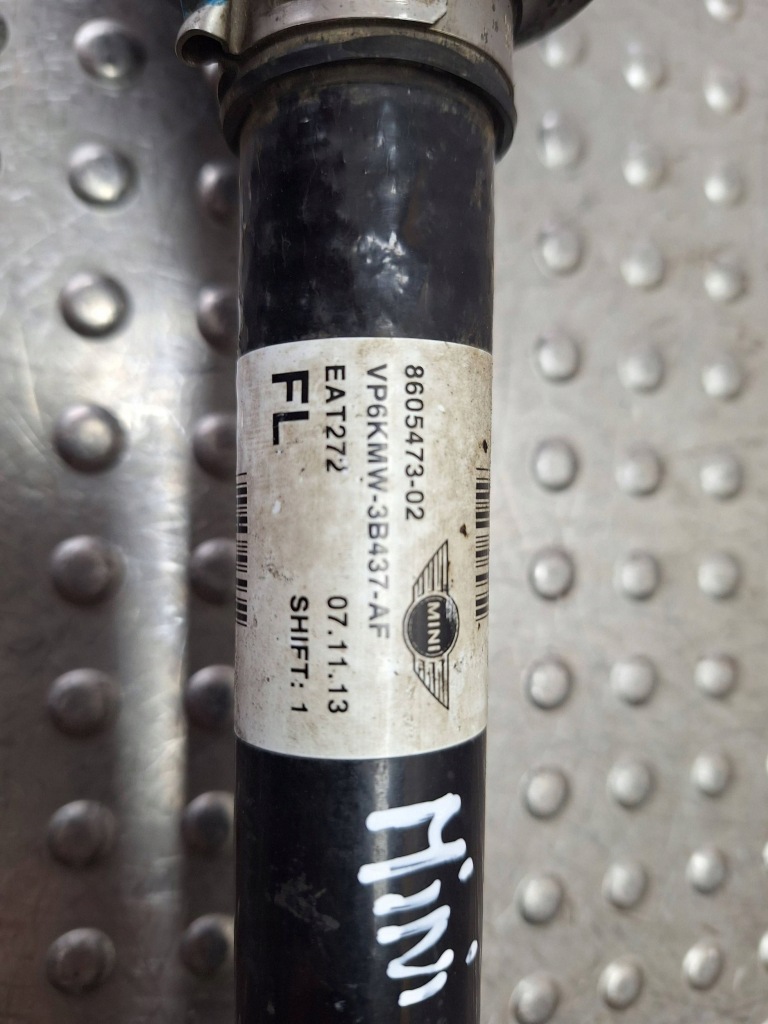 8605473-02
VP6KMW-3B437-AF
EAT272 07.11.13
FL SHIFT: 1
MINI
Mini